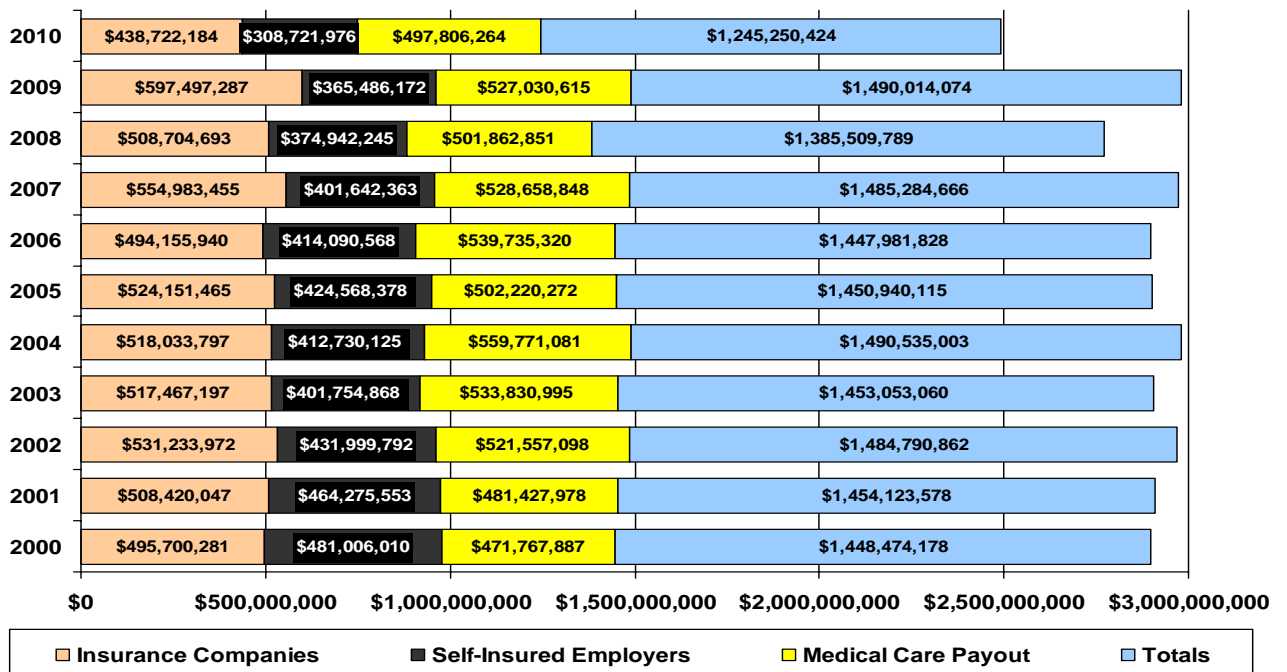 2010 $438,722,184 $308,721,976 $497,806,264 $1,245,250,424
2009 $597,497,287 $365,486,172 $527,030,615 $1,490,014,074
2008 $508,704,693 $374,942,245 $501,862,851 $1,385,509,789
2007 $554,983,455 $401,642,363 $528,658,848 $1,485,284,666
2006 $494,155,940 $414,090,568 $539,735,320 $1,447,981,828
2005 $524,151,465 $424,568,378 $502,220,272 $1,450,940,115
2004 $518,033,797 $412,730,125 $559,771,081 $1,490,535,003
2003 $517,467,197 $401,754,868 $533,830,995 $1,453,053,060
2002 $531,233,972 $431,999,792 $521,557,098 $1,484,790,862
2001 $508,420,047 $464,275,553 $481,427,978 $1,454,123,578
2000 $495,700,281 $481,006,010 $471,767,887 $1,448,474,178
$0 $500,000,000 $1,000,000,000 $1,500,000,000 $2,000,000,000 $2,500,000,000 $3,000,000,000
Insurance Companies Self-Insured Employers Medical Care Payout Totals